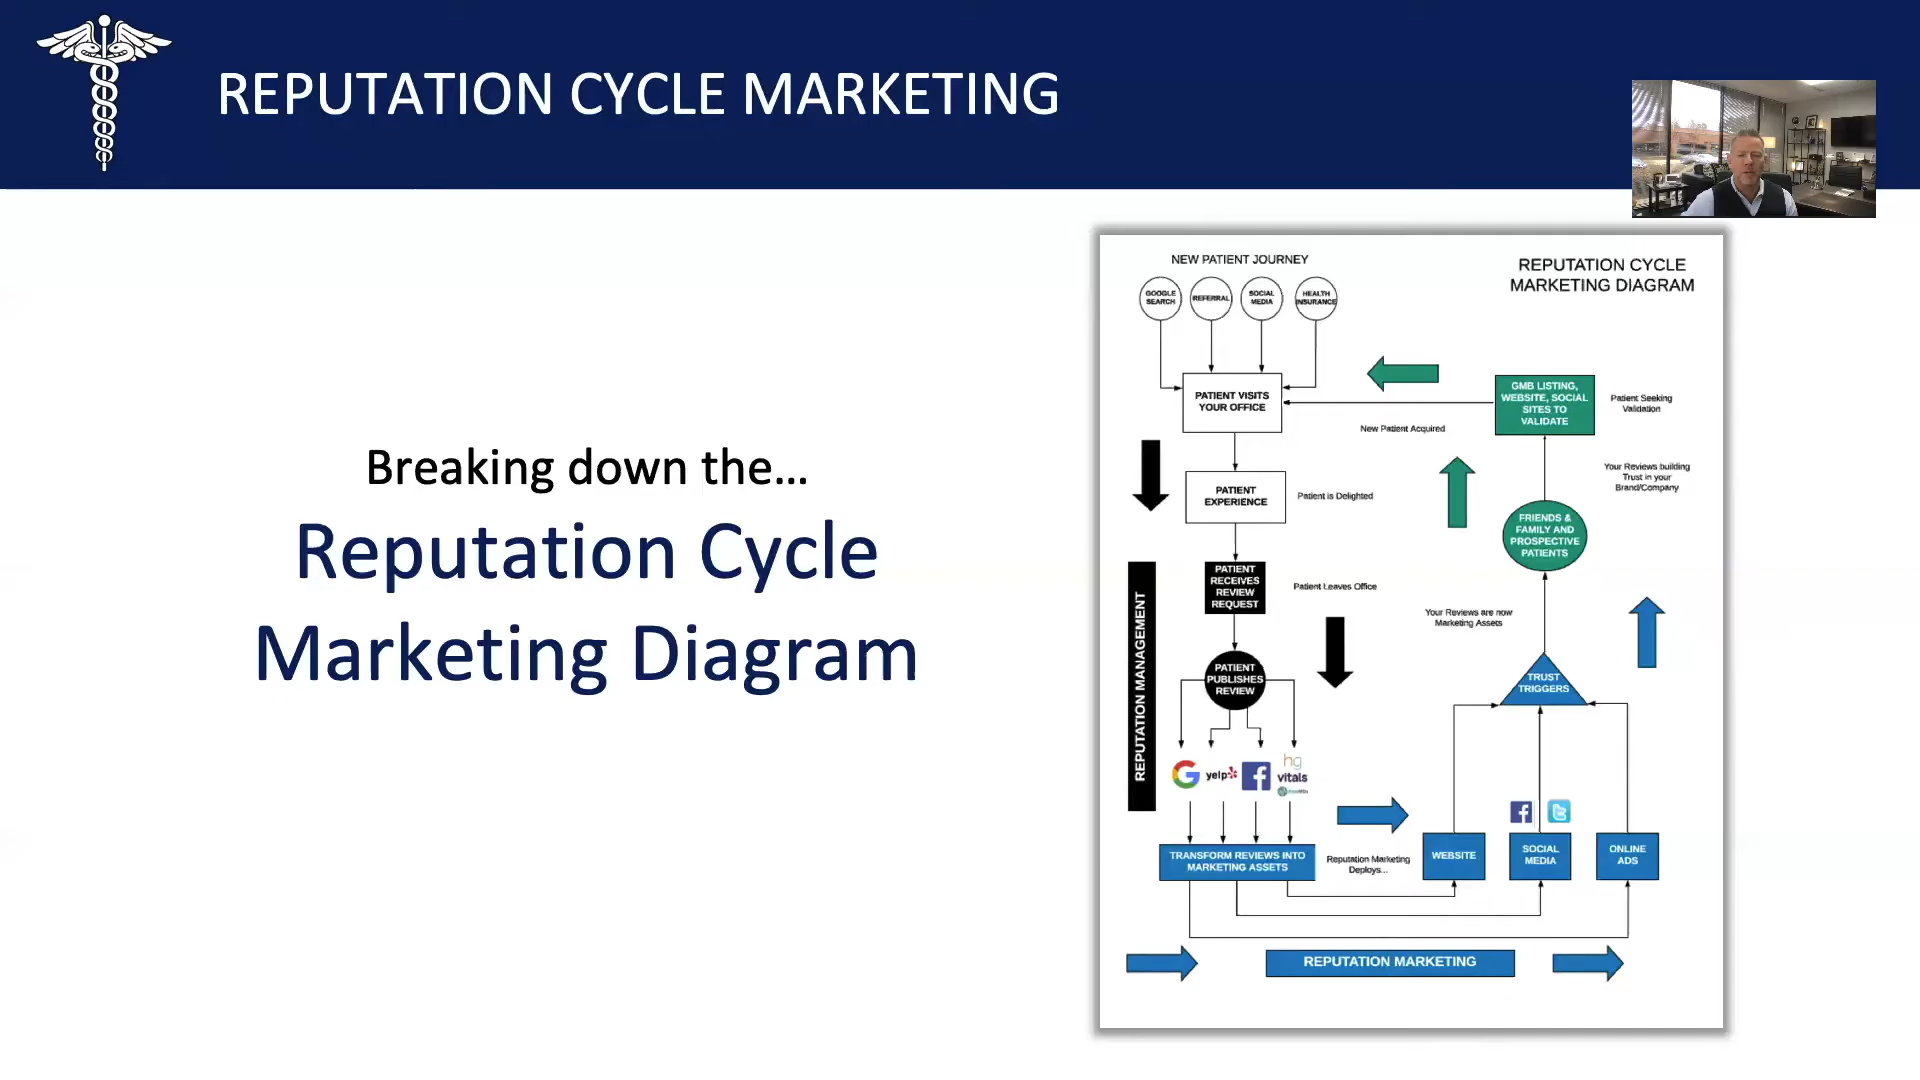 REPUTATION CYCLE MARKETING
Breaking down the...
Reputation Cycle
Marketing Diagram
NEW PATIENT JOURNEY
REPUTATION CYCLE
MARKETING DIAGRAM
GOOGLE
SEARCH
REFERRAL
SOCIAL
MEDIA
HEALTH
INSURANCE
PATIENT VISITS
YOUR OFFICE
GMB LISTING,
WEBSITE, SOCIAL
SITES TO
VALIDATE
Patient Seeking
Validation
New Patient Acquired
PATIENT
EXPERIENCE
Patient is Delighted
Your Reviews building
Trust in your
Brand/Company
FRIENDS &
FAMILY AND
PROSPECTIVE
PATIENTS
PATIENT
RECEIVES
REVIEW
REQUEST
Patient Leaves Office
Your Reviews are now
Marketing Assets
REPUTATION MANAGEMENT
PATIENT
PUBLISHES
REVIEW
TRUST
TRIGGERS
G
yelp
f
hg
vitals
f
t
TRANSFORM REVIEWS INTO
MARKETING ASSETS
Reputation Marketing
Deploys...
WEBSITE
SOCIAL
MEDIA
ONLINE
ADS
REPUTATION MARKETING